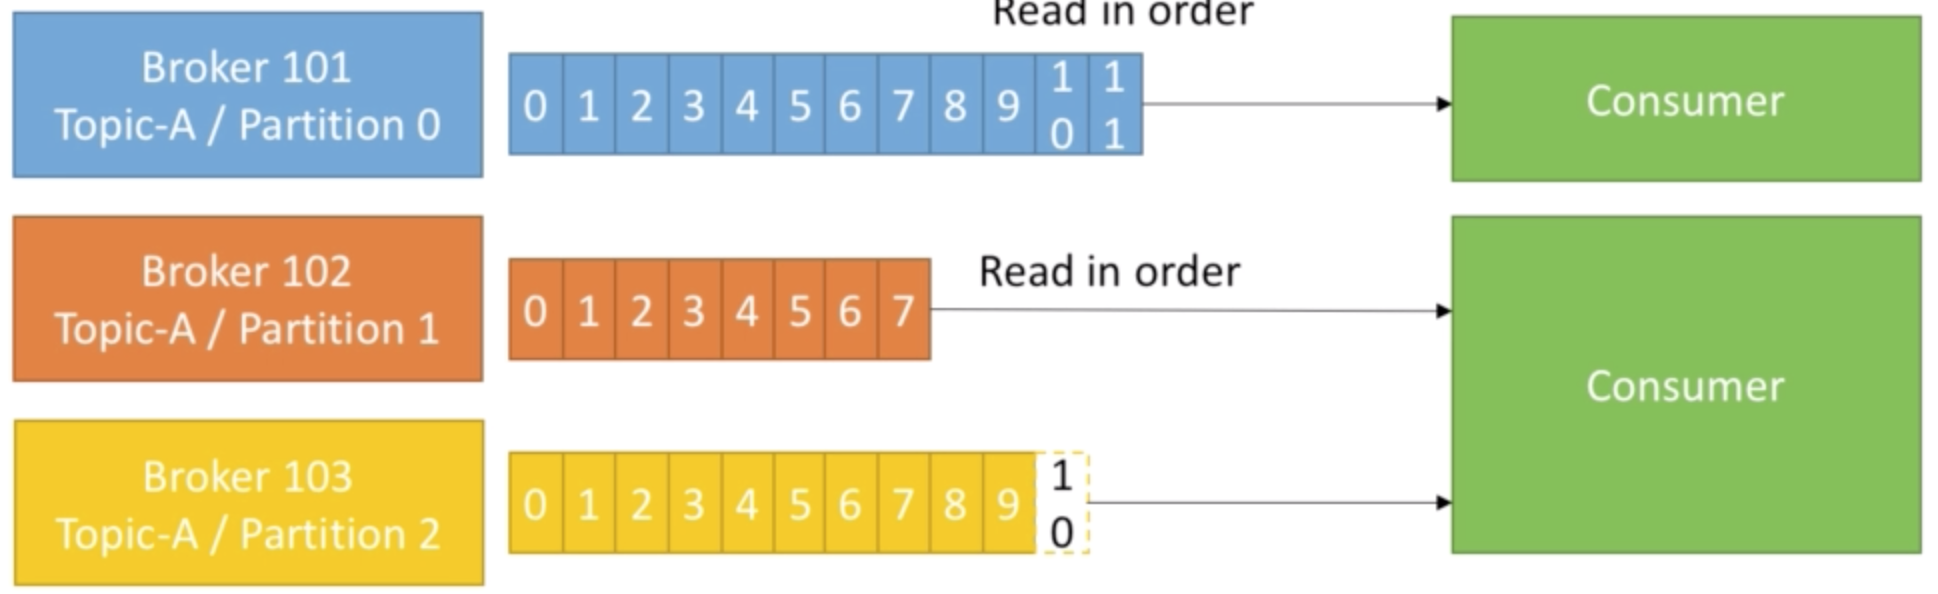 Read in order
Broker 101
Topic-A / Partition 0
0 1 2 3 4 5 6 7 8 9 10 11
Consumer
Broker 102
Topic-A / Partition 1
0 1 2 3 4 5 6 7
Read in order
Consumer
Broker 103
Topic-A / Partition 2
0 1 2 3 4 5 6 7 8 9 10